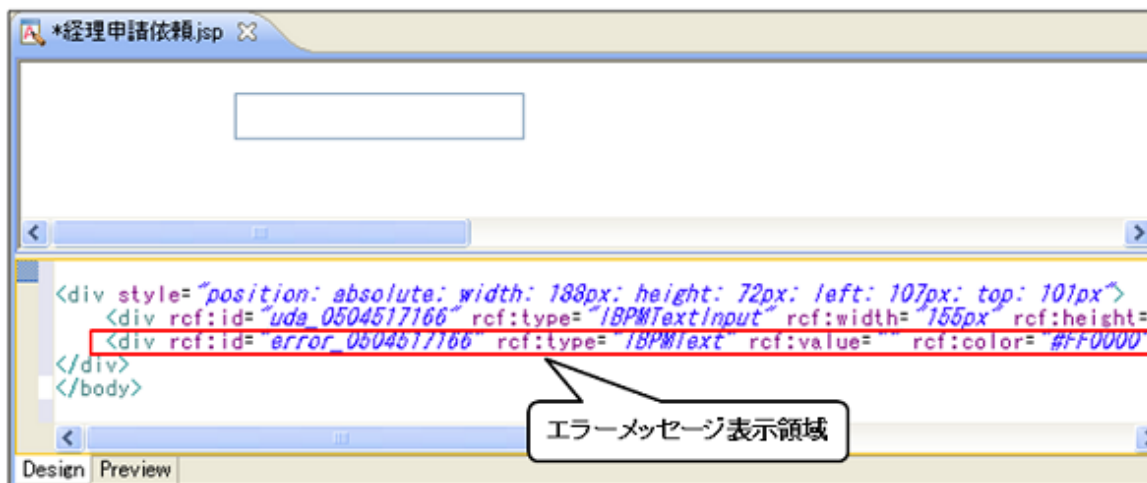 *経理申請依頼.jsp
<div style="position: absolute; width: 188px; height: 72px; left: 107px; top: 101px">
<div rcf:id="uda_0504517166" rcf:type="IBPMTextInput" rcf:width="155px" rcf:height=
<div rcf:id="error_0504517166" rcf:type="IBPMText" rcf:value="" rcf:color="#FF0000"
</div>
</body>
エラーメッセージ表示領域
Design Preview